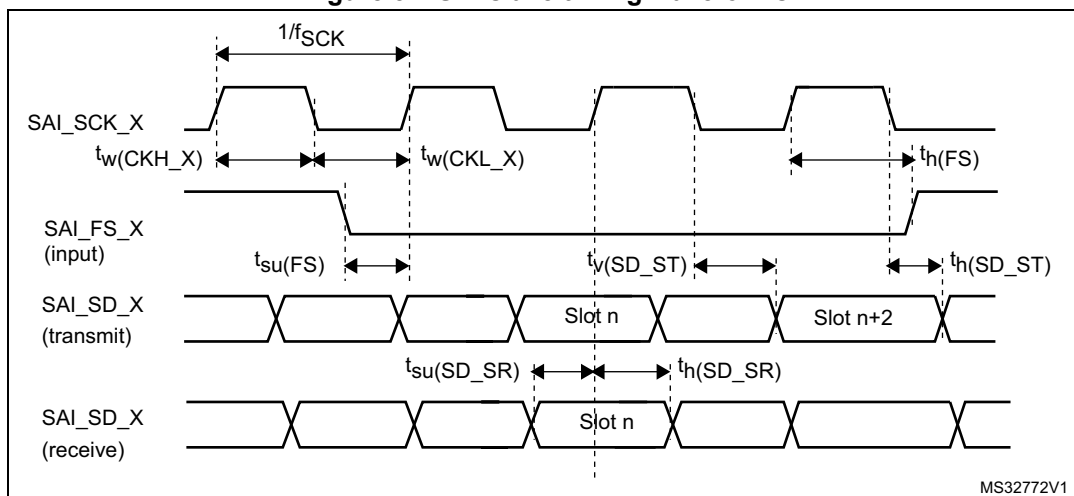 1/fSCK
SAI_SCK_X
tw(CKH_X)
tw(CKL_X)
th(FS)
SAI_FS_X
(input)
tsu(FS)
tv(SD_ST)
th(SD_ST)
SAI_SD_X
(transmit)
Slot n
Slot n+2
tsu(SD_SR)
th(SD_SR)
SAI_SD_X
(receive)
Slot n
MS32772V1